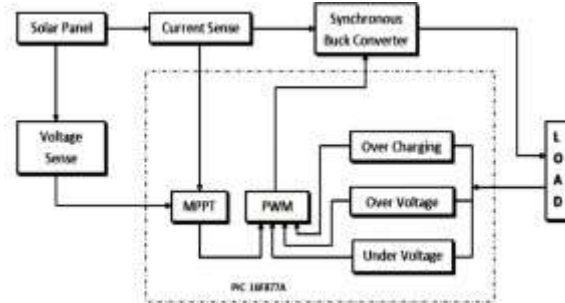 Solar Panel
Current Sense
Synchronous
Buck Converter
Voltage
Sense
Over Charging
L
O
A
D
MPPT
PWM
Over Voltage
Under Voltage
PIC 16F877A